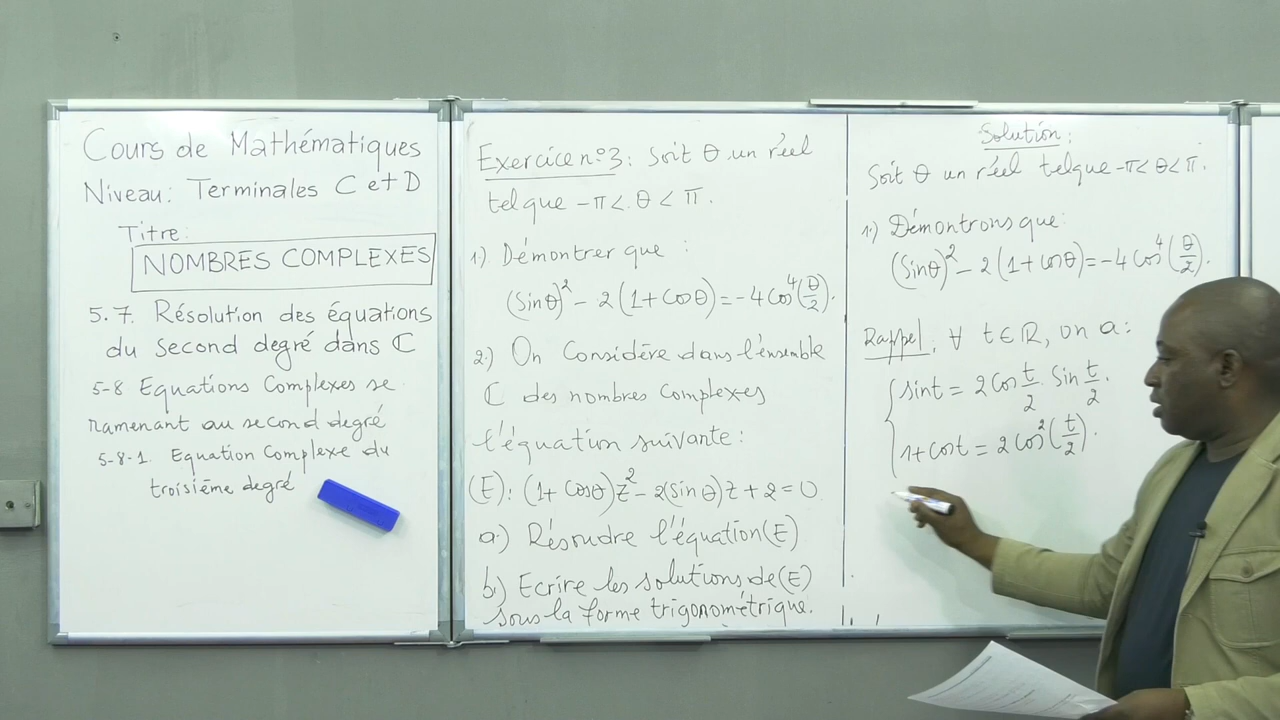 Cours de Mathématiques
Niveau: Terminales C et D
Titre:
NOMBRES COMPLEXES
5.7. Résolution des équations
du second degré dans ℂ
5-8 Equations Complexes se
ramenant au second degré
5-8-1. Equation Complexe du
troisième degré
Exercice n°3: Soit θ un réel
tel que -π < θ < π.
1.) Démontrer que :
(Sinθ)² - 2(1+Cosθ) = -4Cos⁴(θ/2).
2.) On Considère dans l'ensemble
ℂ des nombres Complexes
l'équation suivante:
(E): (1+Cosθ)z² - 2(sinθ)z + 2 = 0
a.) Résoudre l'équation(E)
b.) Ecrire les solutions de(E)
sous la forme trigonométrique.
Solution:
Soit θ un réel tel que -π < θ < π.
1.) Démontrons que:
(Sinθ)² - 2(1+Cosθ) = -4Cos⁴(θ/2).
Rappel: ∀ t ∈ ℝ, on a:
sint = 2Cos t/2 . Sin t/2.
1+Cost = 2Cos²(t/2).